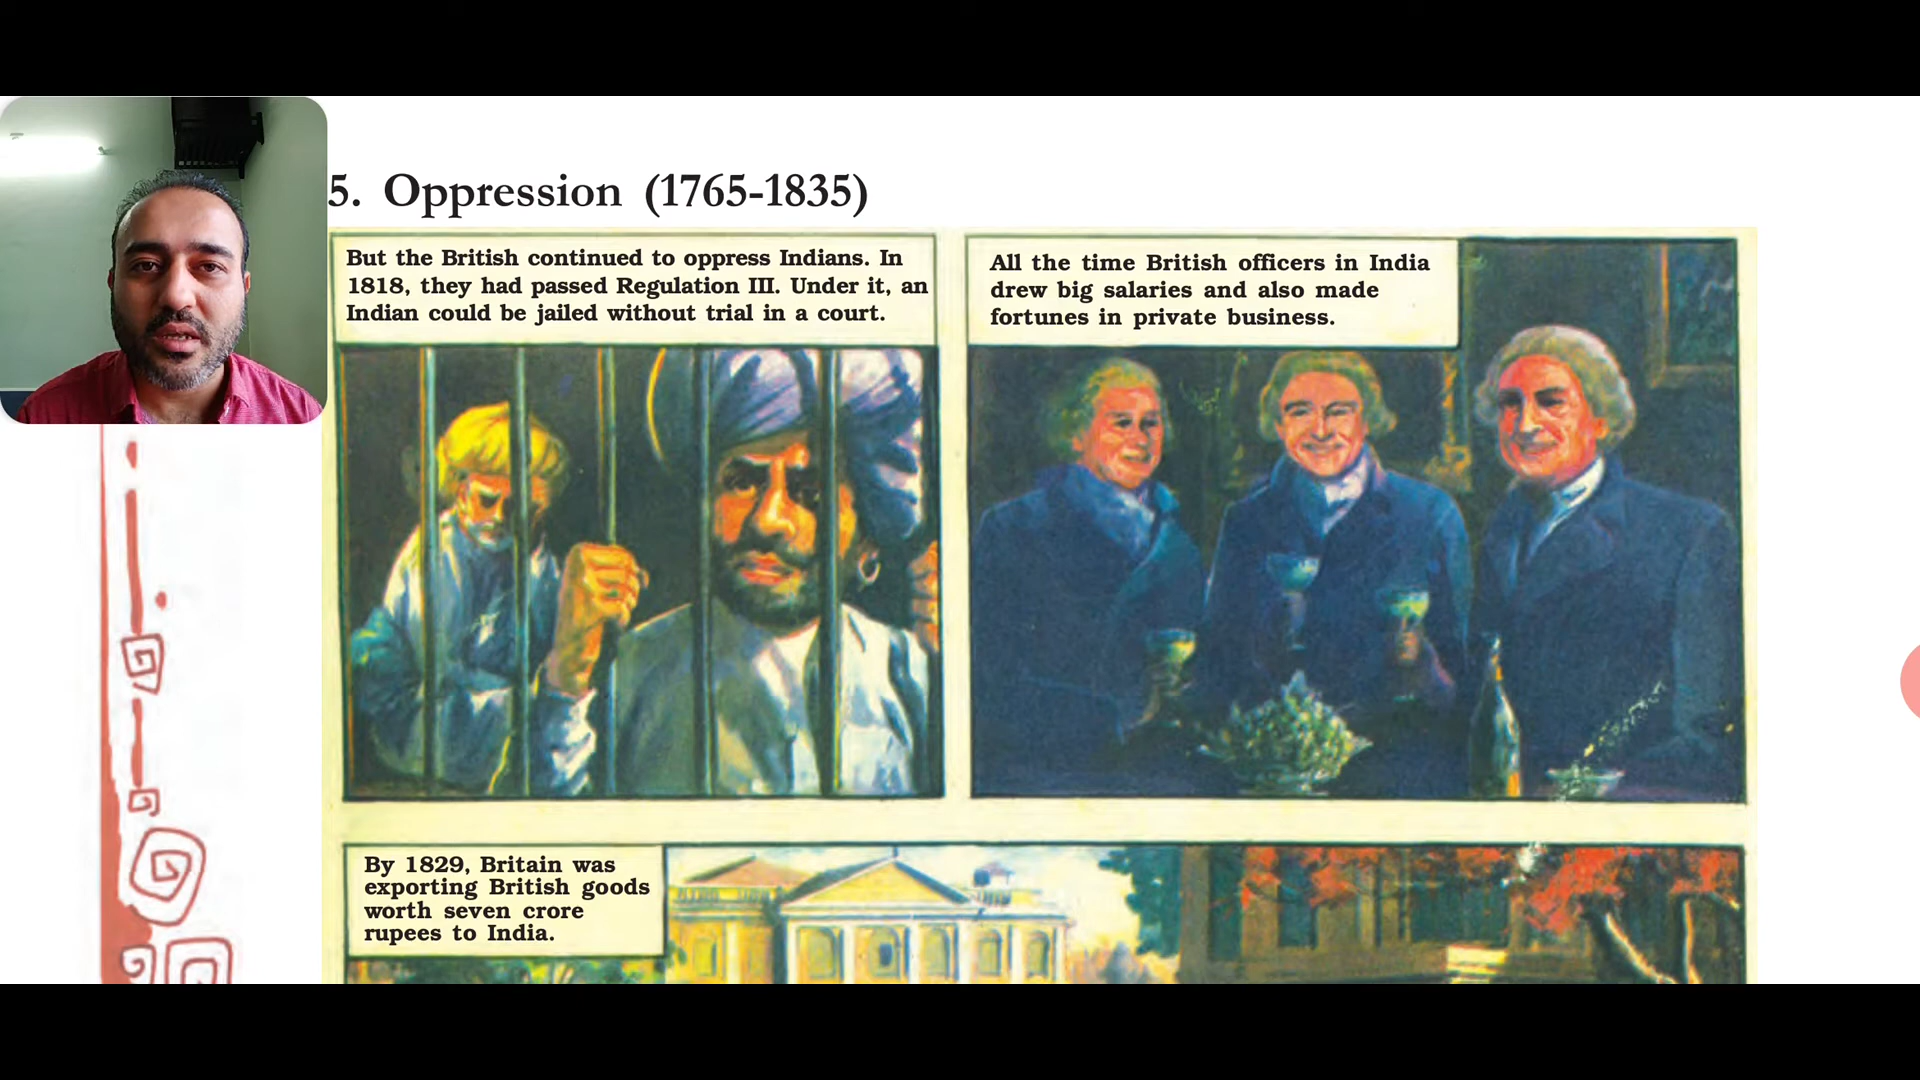 5. Oppression (1765-1835)
But the British continued to oppress Indians. In
1818, they had passed Regulation III. Under it, an
Indian could be jailed without trial in a court.
All the time British officers in India
drew big salaries and also made
fortunes in private business.
By 1829, Britain was
exporting British goods
worth seven crore
rupees to India.